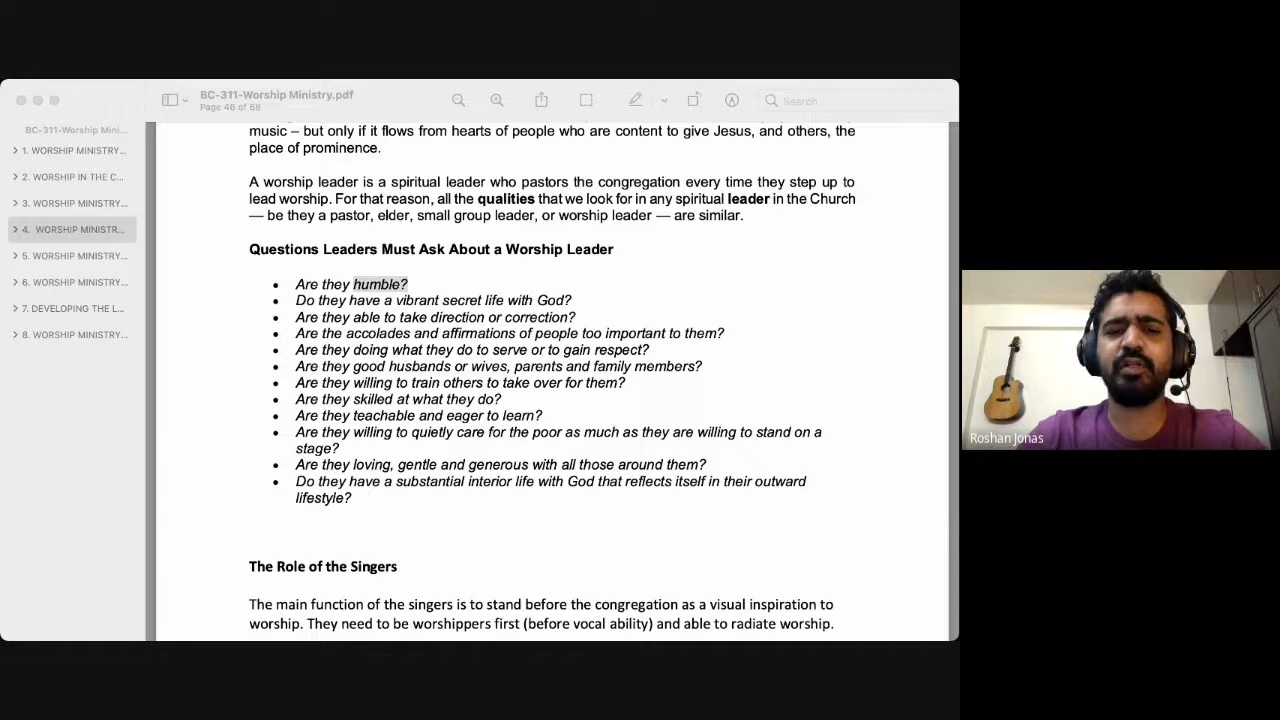 BC-311-Worship Ministry.pdf
Page 46 of 68
Search
BC-311-Worship Mini...
1. WORSHIP MINISTRY...
2. WORSHIP IN THE C...
3. WORSHIP MINISTRY...
4. WORSHIP MINISTR...
5. WORSHIP MINISTRY...
6. WORSHIP MINISTRY...
7. DEVELOPING THE L...
8. WORSHIP MINISTRY...
music – but only if it flows from hearts of people who are content to give Jesus, and others, the
place of prominence.
A worship leader is a spiritual leader who pastors the congregation every time they step up to
lead worship. For that reason, all the qualities that we look for in any spiritual leader in the Church
— be they a pastor, elder, small group leader, or worship leader — are similar.
Questions Leaders Must Ask About a Worship Leader
• Are they humble?
• Do they have a vibrant secret life with God?
• Are they able to take direction or correction?
• Are the accolades and affirmations of people too important to them?
• Are they doing what they do to serve or to gain respect?
• Are they good husbands or wives, parents and family members?
• Are they willing to train others to take over for them?
• Are they skilled at what they do?
• Are they teachable and eager to learn?
• Are they willing to quietly care for the poor as much as they are willing to stand on a
stage?
• Are they loving, gentle and generous with all those around them?
• Do they have a substantial interior life with God that reflects itself in their outward
lifestyle?
The Role of the Singers
The main function of the singers is to stand before the congregation as a visual inspiration to
worship. They need to be worshippers first (before vocal ability) and able to radiate worship.
Roshan Jonas